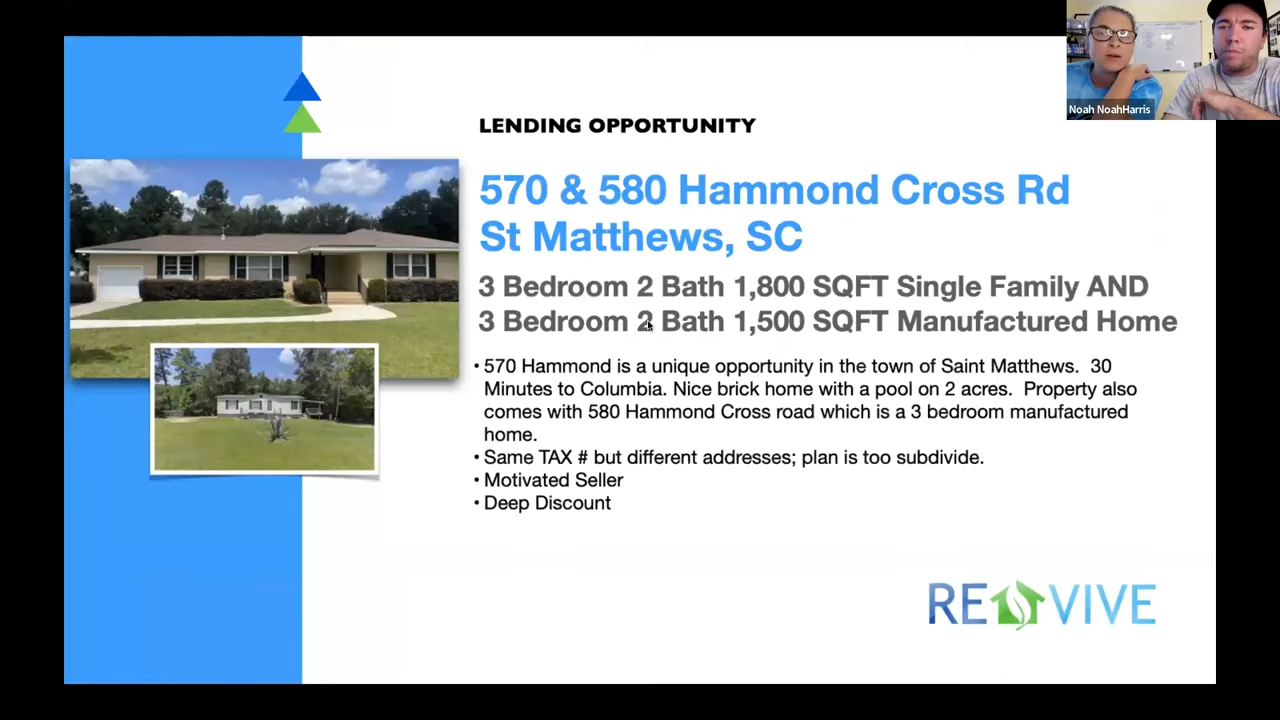 Noah NoahHarris
LENDING OPPORTUNITY
570 & 580 Hammond Cross Rd
St Matthews, SC
3 Bedroom 2 Bath 1,800 SQFT Single Family AND
3 Bedroom 2 Bath 1,500 SQFT Manufactured Home
• 570 Hammond is a unique opportunity in the town of Saint Matthews.  30
Minutes to Columbia. Nice brick home with a pool on 2 acres.  Property also
comes with 580 Hammond Cross road which is a 3 bedroom manufactured
home.
• Same TAX # but different addresses; plan is too subdivide.
• Motivated Seller
• Deep Discount
RE VIVE